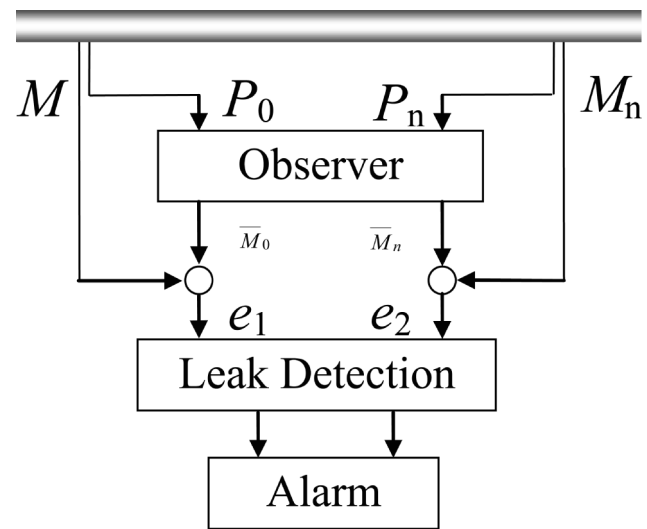 M P₀ Pₙ Mₙ
Observer
M̅₀ M̅ₙ
e₁ e₂
Leak Detection
Alarm